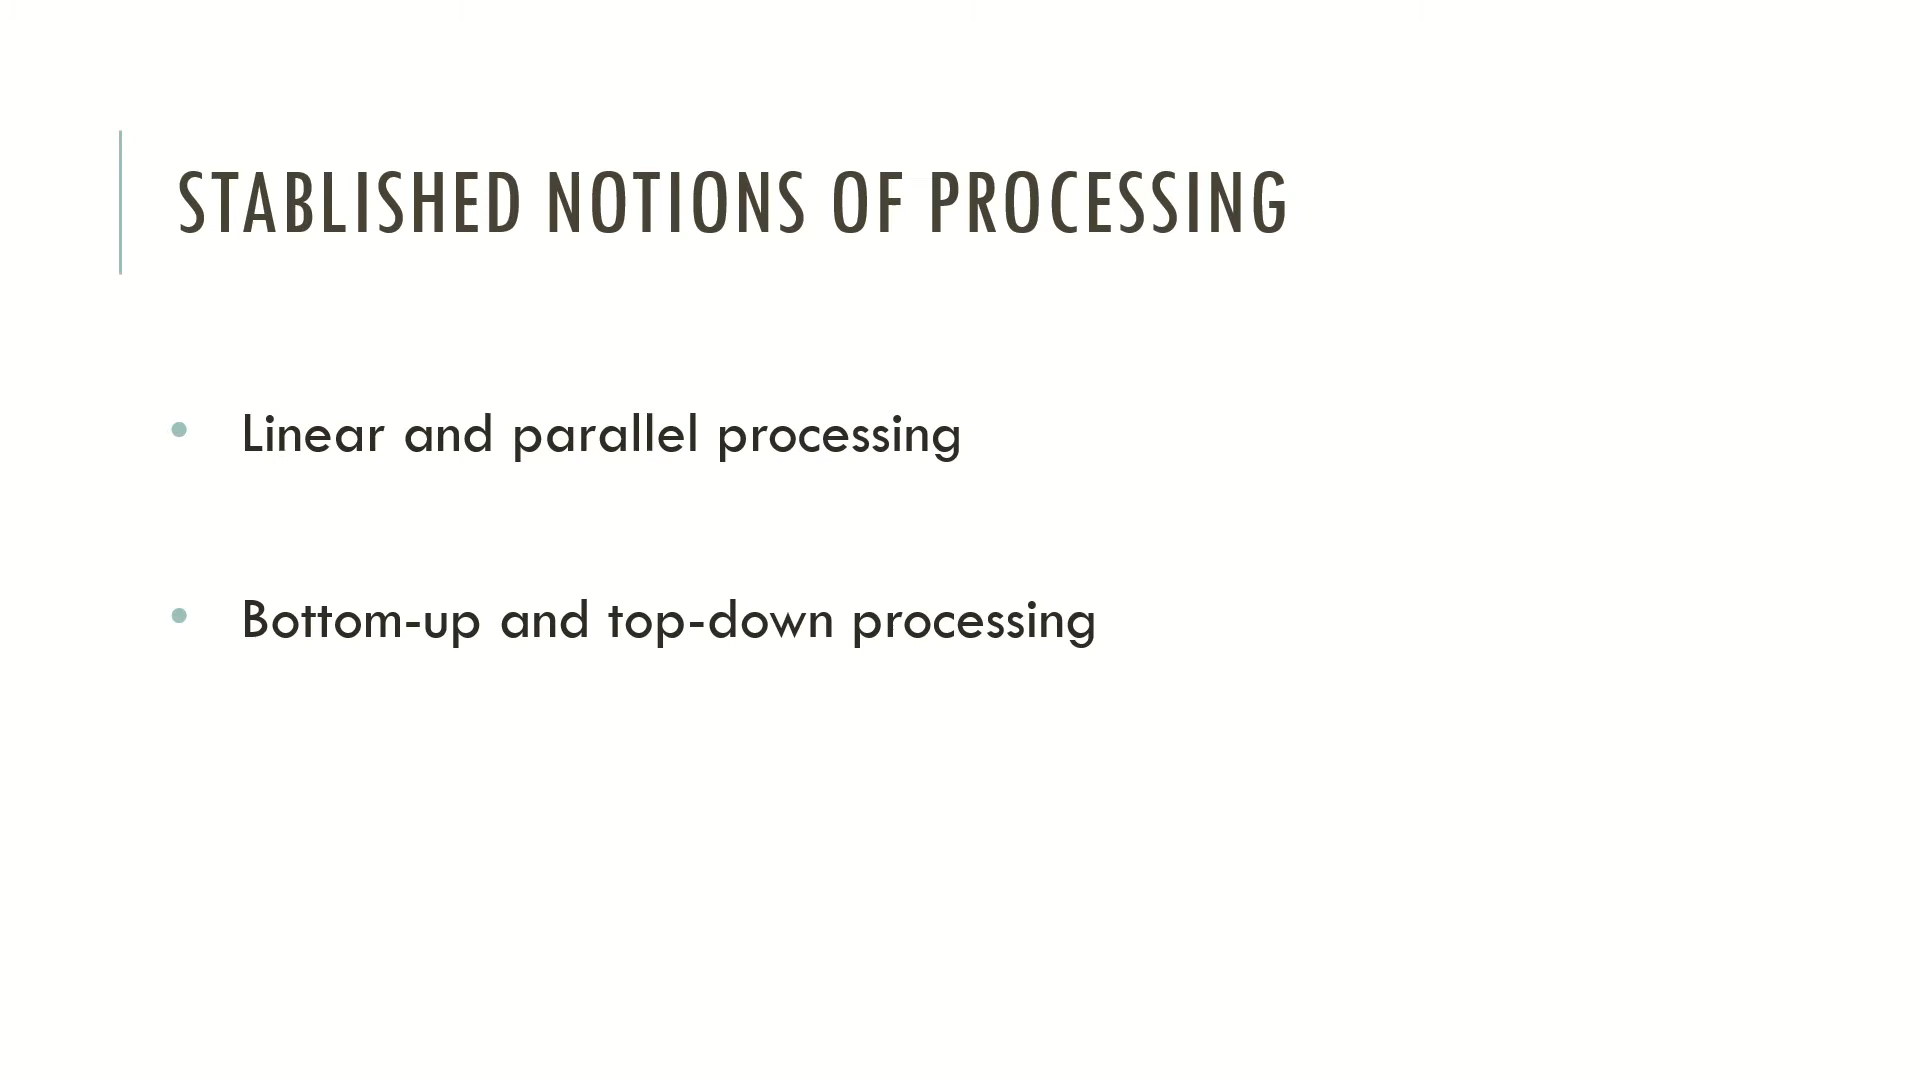 STABLISHED NOTIONS OF PROCESSING
• Linear and parallel processing
• Bottom-up and top-down processing